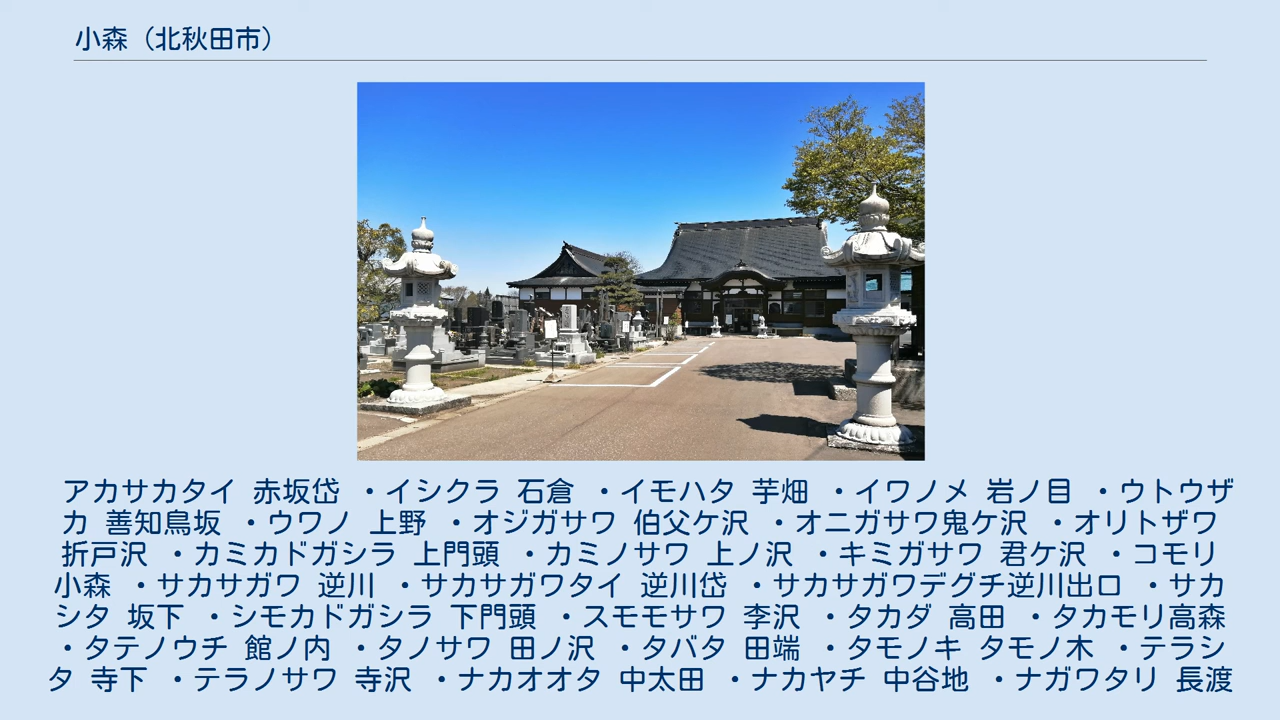 小森（北秋田市）
アカサカタイ 赤坂岱 ・イシクラ 石倉 ・イモハタ 芋畑 ・イワノメ 岩ノ目 ・ウトウザ
カ 善知鳥坂 ・ウワノ 上野 ・オジガサワ 伯父ケ沢 ・オニガサワ鬼ケ沢 ・オリトザワ
折戸沢 ・カミカドガシラ 上門頭 ・カミノサワ 上ノ沢 ・キミガサワ 君ケ沢 ・コモリ
小森 ・サカサガワ 逆川 ・サカサガワタイ 逆川岱 ・サカサガワデグチ逆川出口 ・サカ
シタ 坂下 ・シモカドガシラ 下門頭 ・スモモサワ 李沢 ・タカダ 高田 ・タカモリ高森
・タテノウチ 館ノ内 ・タノサワ 田ノ沢 ・タバタ 田端 ・タモノキ タモノ木 ・テラシ
タ 寺下 ・テラノサワ 寺沢 ・ナカオオタ 中太田 ・ナカヤチ 中谷地 ・ナガワタリ 長渡